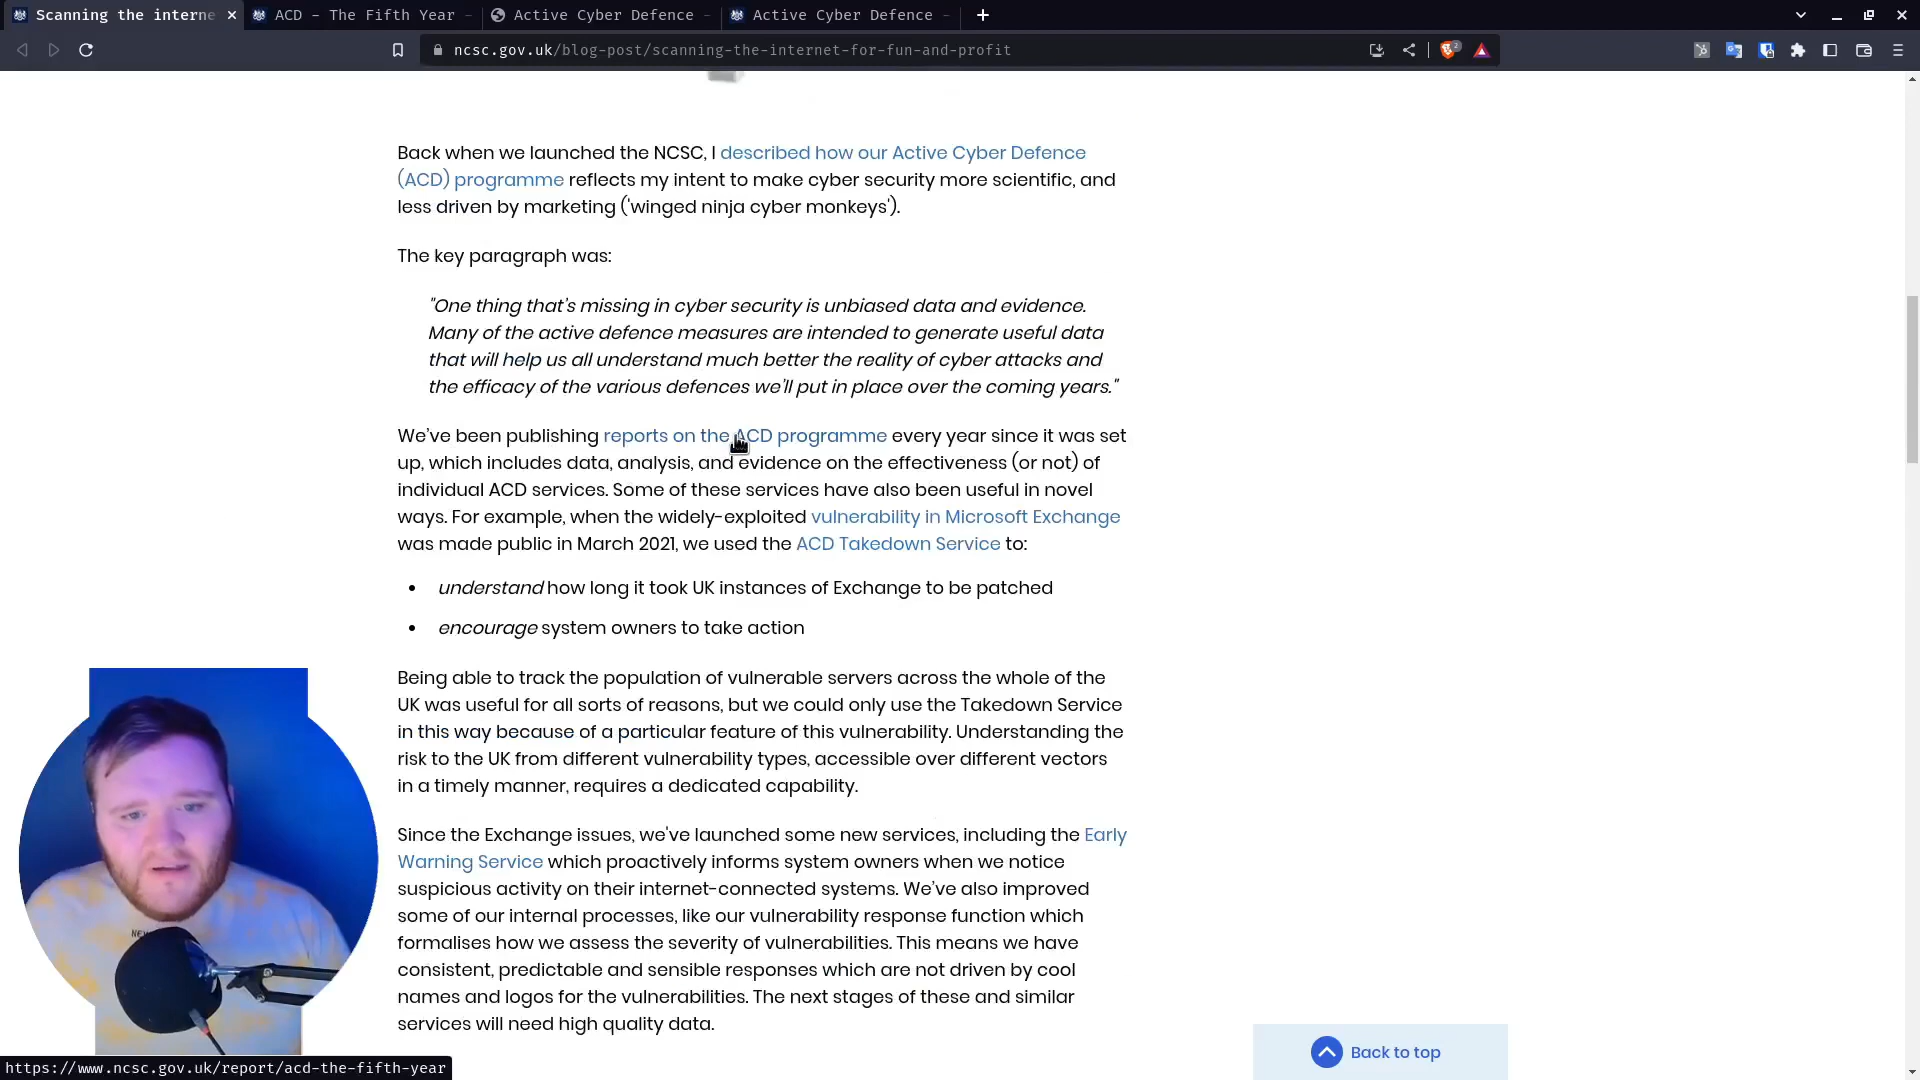 Scanning the interne
ACD - The Fifth Year -
Active Cyber Defence -
Active Cyber Defence -
ncsc.gov.uk/blog-post/scanning-the-internet-for-fun-and-profit
2
Back when we launched the NCSC, I described how our Active Cyber Defence
(ACD) programme reflects my intent to make cyber security more scientific, and
less driven by marketing ('winged ninja cyber monkeys').
The key paragraph was:
"One thing that's missing in cyber security is unbiased data and evidence.
Many of the active defence measures are intended to generate useful data
that will help us all understand much better the reality of cyber attacks and
the efficacy of the various defences we'll put in place over the coming years."
We've been publishing reports on the ACD programme every year since it was set
up, which includes data, analysis, and evidence on the effectiveness (or not) of
individual ACD services. Some of these services have also been useful in novel
ways. For example, when the widely-exploited vulnerability in Microsoft Exchange
was made public in March 2021, we used the ACD Takedown Service to:
• understand how long it took UK instances of Exchange to be patched
• encourage system owners to take action
Being able to track the population of vulnerable servers across the whole of the
UK was useful for all sorts of reasons, but we could only use the Takedown Service
in this way because of a particular feature of this vulnerability. Understanding the
risk to the UK from different vulnerability types, accessible over different vectors
in a timely manner, requires a dedicated capability.
Since the Exchange issues, we've launched some new services, including the Early
Warning Service which proactively informs system owners when we notice
suspicious activity on their internet-connected systems. We've also improved
some of our internal processes, like our vulnerability response function which
formalises how we assess the severity of vulnerabilities. This means we have
consistent, predictable and sensible responses which are not driven by cool
names and logos for the vulnerabilities. The next stages of these and similar
services will need high quality data.
Back to top
https://www.ncsc.gov.uk/report/acd-the-fifth-year